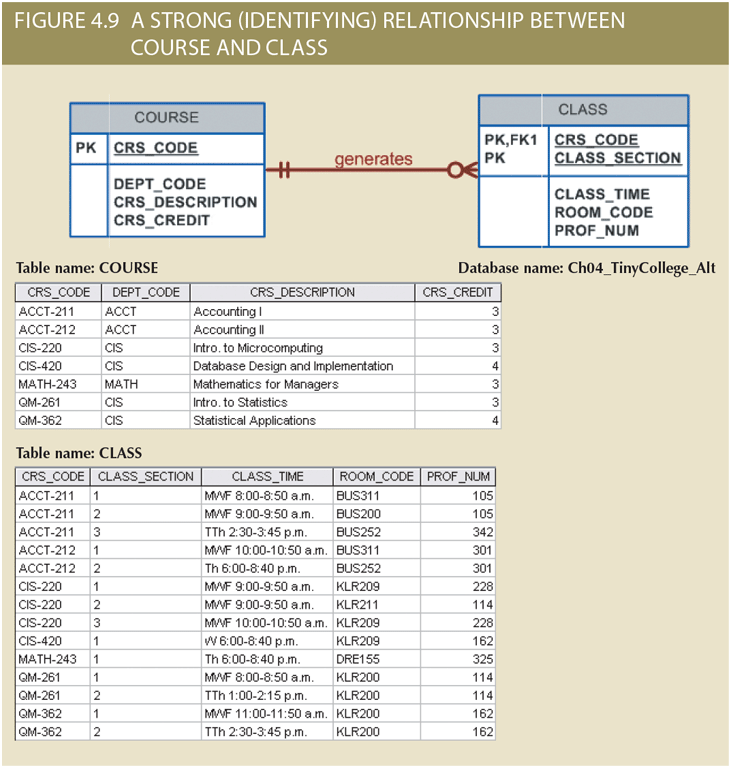 FIGURE 4.9 A STRONG (IDENTIFYING) RELATIONSHIP BETWEEN
COURSE AND CLASS
COURSE
PK CRS_CODE
DEPT_CODE
CRS_DESCRIPTION
CRS_CREDIT
generates
CLASS
PK,FK1 CRS_CODE
PK CLASS_SECTION
CLASS_TIME
ROOM_CODE
PROF_NUM
Table name: COURSE Database name: Ch04_TinyCollege_Alt
CRS_CODE DEPT_CODE CRS_DESCRIPTION CRS_CREDIT
ACCT-211 ACCT Accounting I 3
ACCT-212 ACCT Accounting II 3
CIS-220 CIS Intro. to Microcomputing 3
CIS-420 CIS Database Design and Implementation 4
MATH-243 MATH Mathematics for Managers 3
QM-261 CIS Intro. to Statistics 3
QM-362 CIS Statistical Applications 4
Table name: CLASS
CRS_CODE CLASS_SECTION CLASS_TIME ROOM_CODE PROF_NUM
ACCT-211 1 MWF 8:00-8:50 a.m. BUS311 105
ACCT-211 2 MWF 9:00-9:50 a.m. BUS200 105
ACCT-211 3 TTh 2:30-3:45 p.m. BUS252 342
ACCT-212 1 MWF 10:00-10:50 a.m. BUS311 301
ACCT-212 2 Th 6:00-8:40 p.m. BUS252 301
CIS-220 1 MWF 9:00-9:50 a.m. KLR209 228
CIS-220 2 MWF 9:00-9:50 a.m. KLR211 114
CIS-220 3 MWF 10:00-10:50 a.m. KLR209 228
CIS-420 1 W 6:00-8:40 p.m. KLR209 162
MATH-243 1 Th 6:00-8:40 p.m. DRE155 325
QM-261 1 MWF 8:00-8:50 a.m. KLR200 114
QM-261 2 TTh 1:00-2:15 p.m. KLR200 114
QM-362 1 MWF 11:00-11:50 a.m. KLR200 162
QM-362 2 TTh 2:30-3:45 p.m. KLR200 162